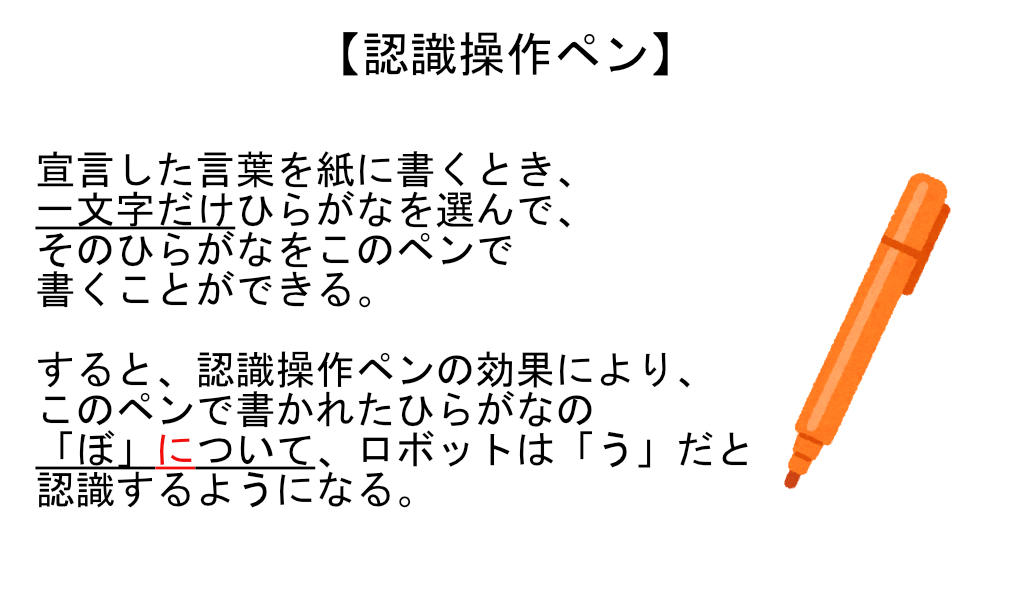 【認識操作ペン】
宣言した言葉を紙に書くとき、
一文字だけひらがなを選んで、
そのひらがなをこのペンで
書くことができる。
すると、認識操作ペンの効果により、
このペンで書かれたひらがなの
「ぼ」について、ロボットは「う」だと
認識するようになる。